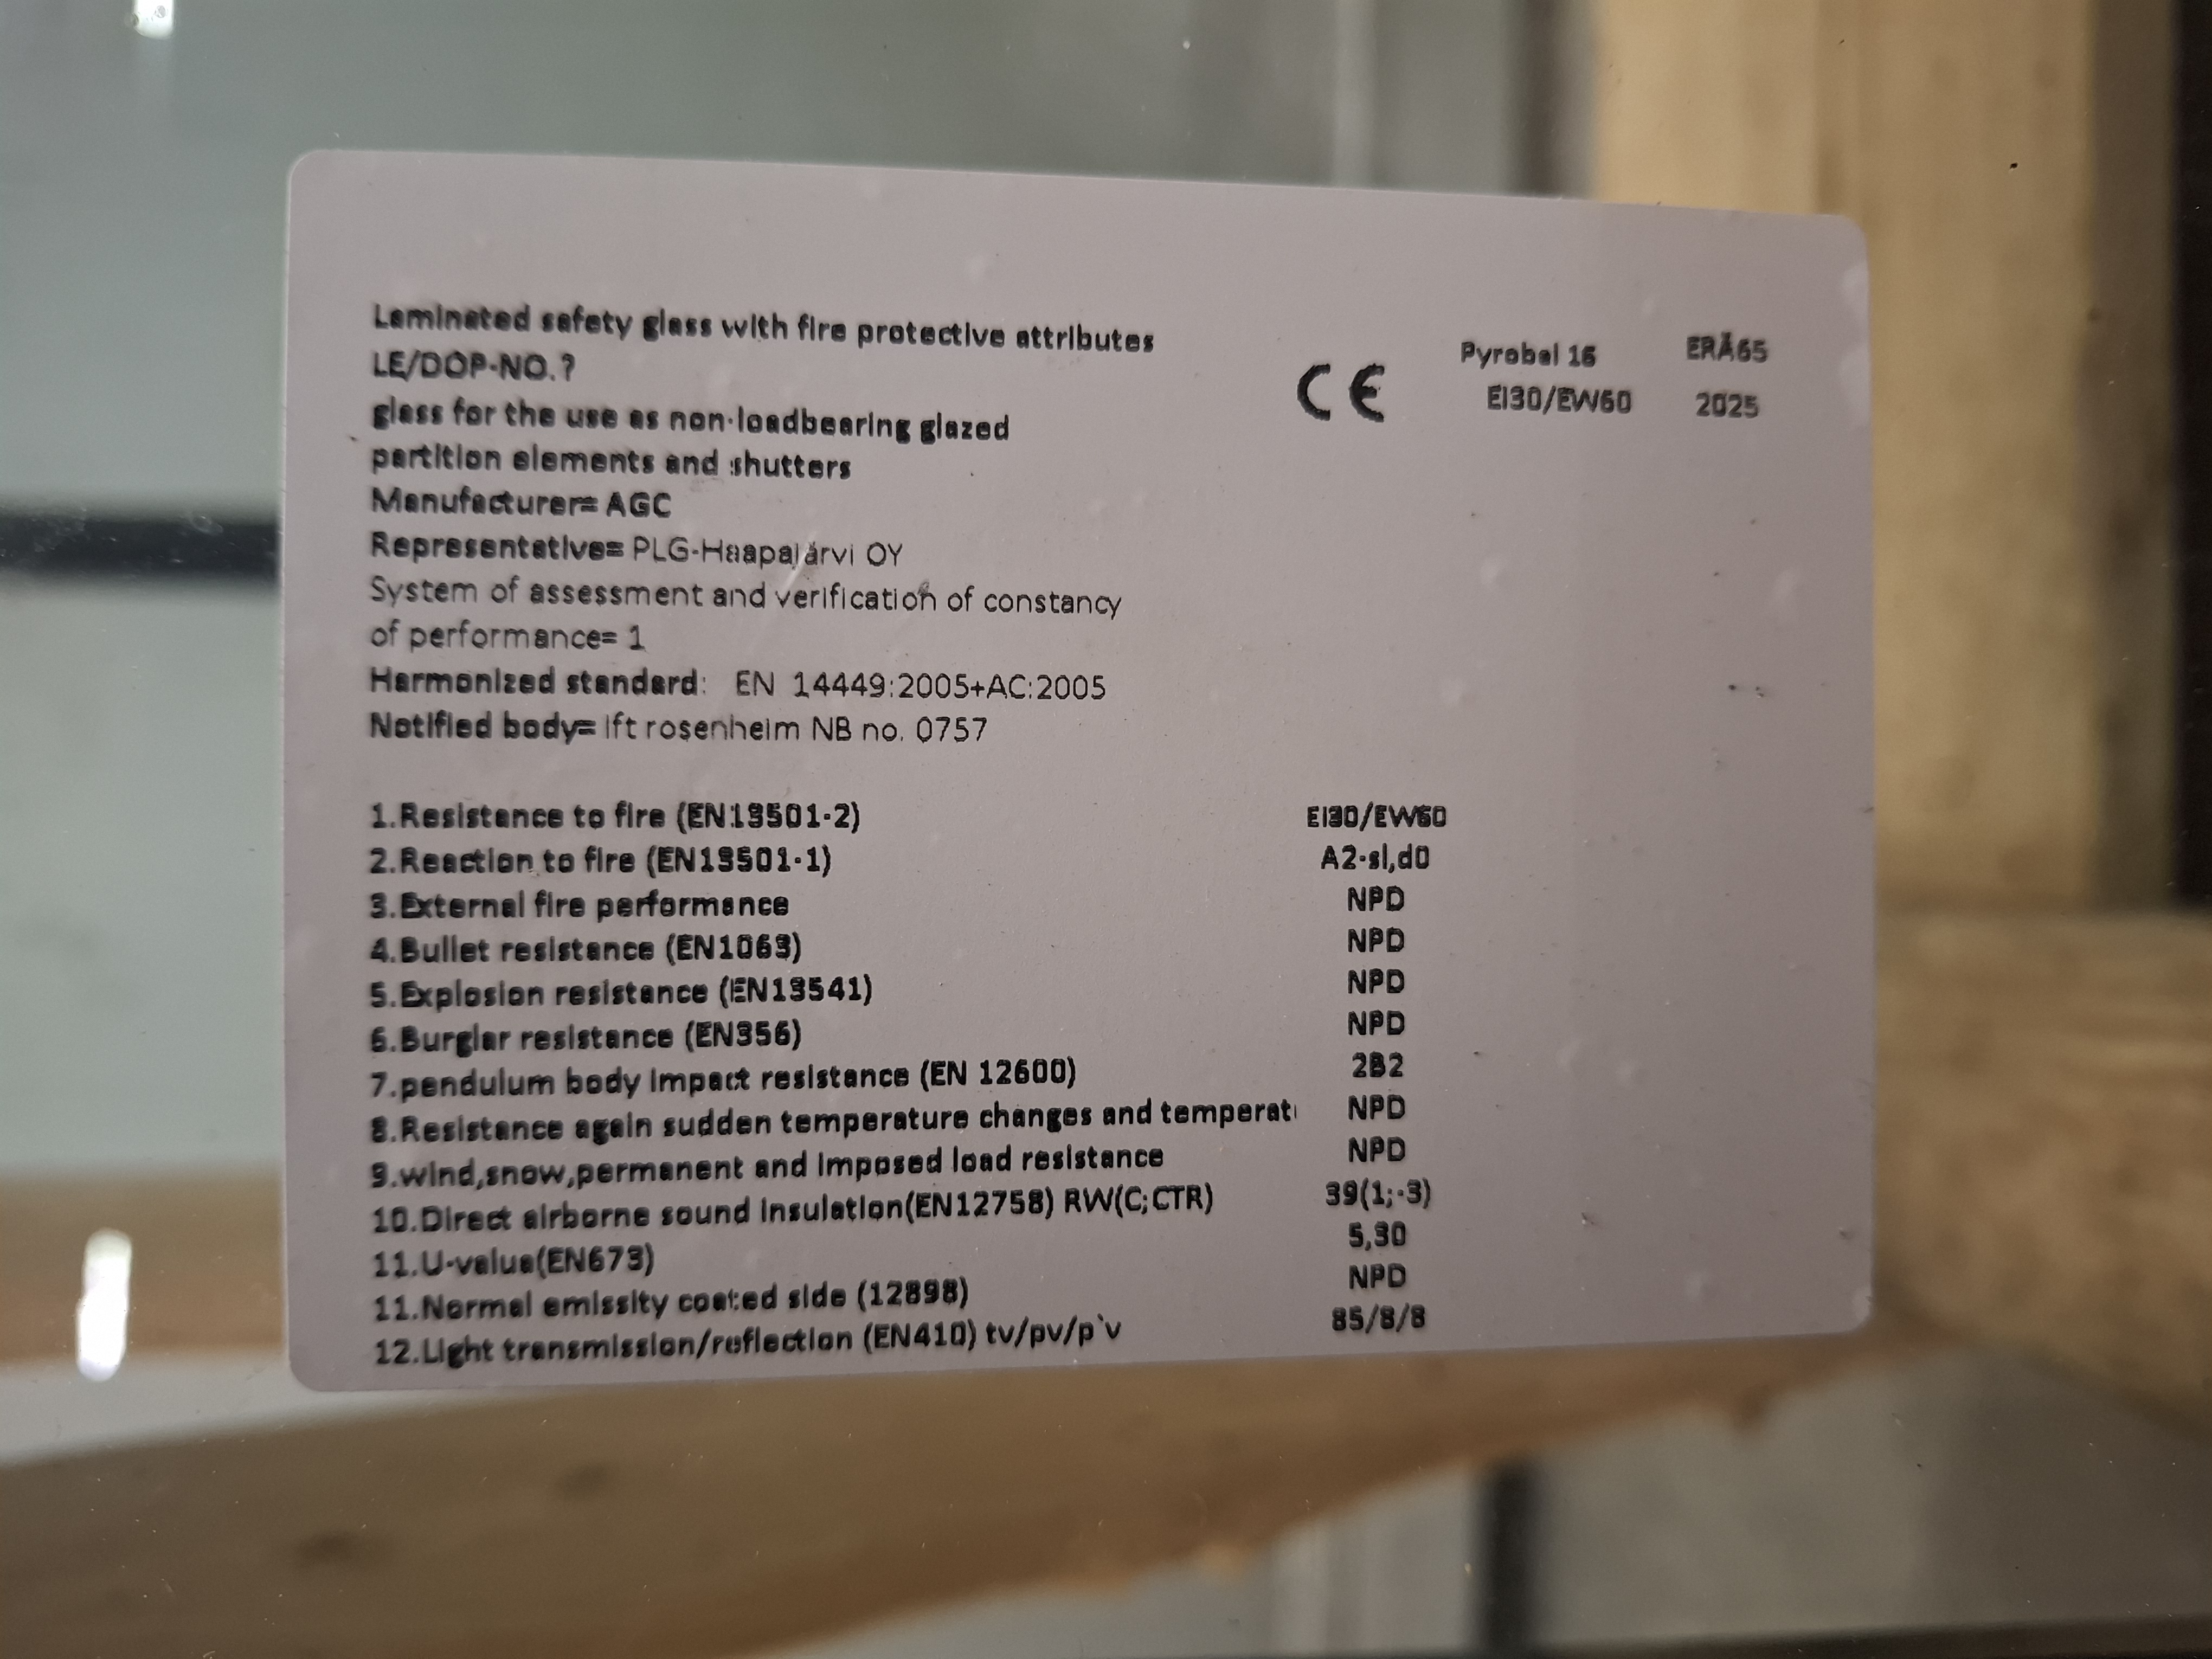 Laminated safety glass with fire protective attributes
LE/DOP-NO.?
glass for the use as non-loadbearing glazed
partition elements and shutters
Manufacturer= AGC
Representative= PLG-Haapajärvi OY
System of assessment and verification of constancy
of performance= 1
Harmonized standard: EN 14449:2005+AC:2005
Notified body= ift rosenheim NB no. 0757
CE
Pyrobel 16 ERÄ65
EI30/EW60 2025
1.Resistance to fire (EN13501-2) EI30/EW60
2.Reaction to fire (EN13501-1) A2-sl,d0
3.External fire performance NPD
4.Bullet resistance (EN1063) NPD
5.Explosion resistance (EN13541) NPD
6.Burglar resistance (EN356) NPD
7.pendulum body impact resistance (EN 12600) 2B2
8.Resistance again sudden temperature changes and temperat NPD
9.wind,snow,permanent and imposed load resistance NPD
10.Direct airborne sound insulation(EN12758) RW(C;CTR) 39(1;-3)
11.U-value(EN673) 5,30
11.Normal emissity coated side (12898) NPD
12.Light transmission/reflection (EN410) tv/pv/p`v 85/8/8